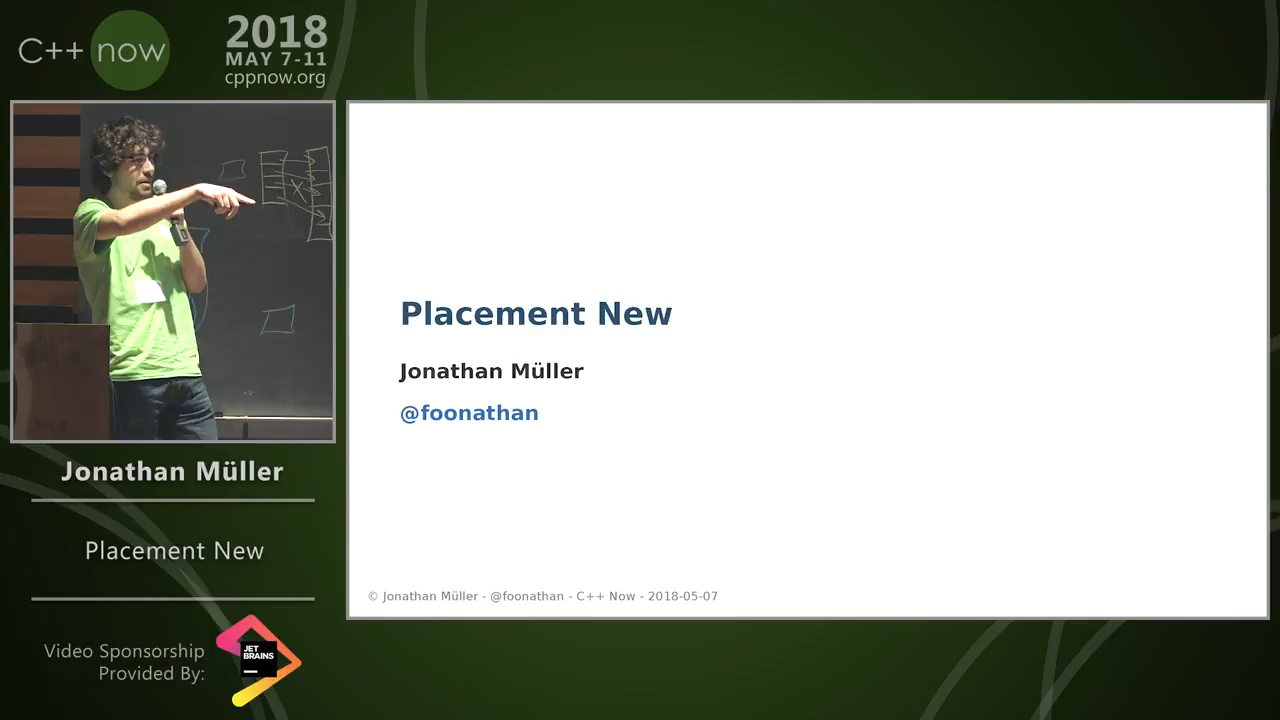 C++ now
2018
MAY 7-11
cppnow.org
Placement New
Jonathan Müller
@foonathan
© Jonathan Müller - @foonathan - C++ Now - 2018-05-07
Jonathan Müller
Placement New
Video Sponsorship
Provided By:
JET
BRAINS